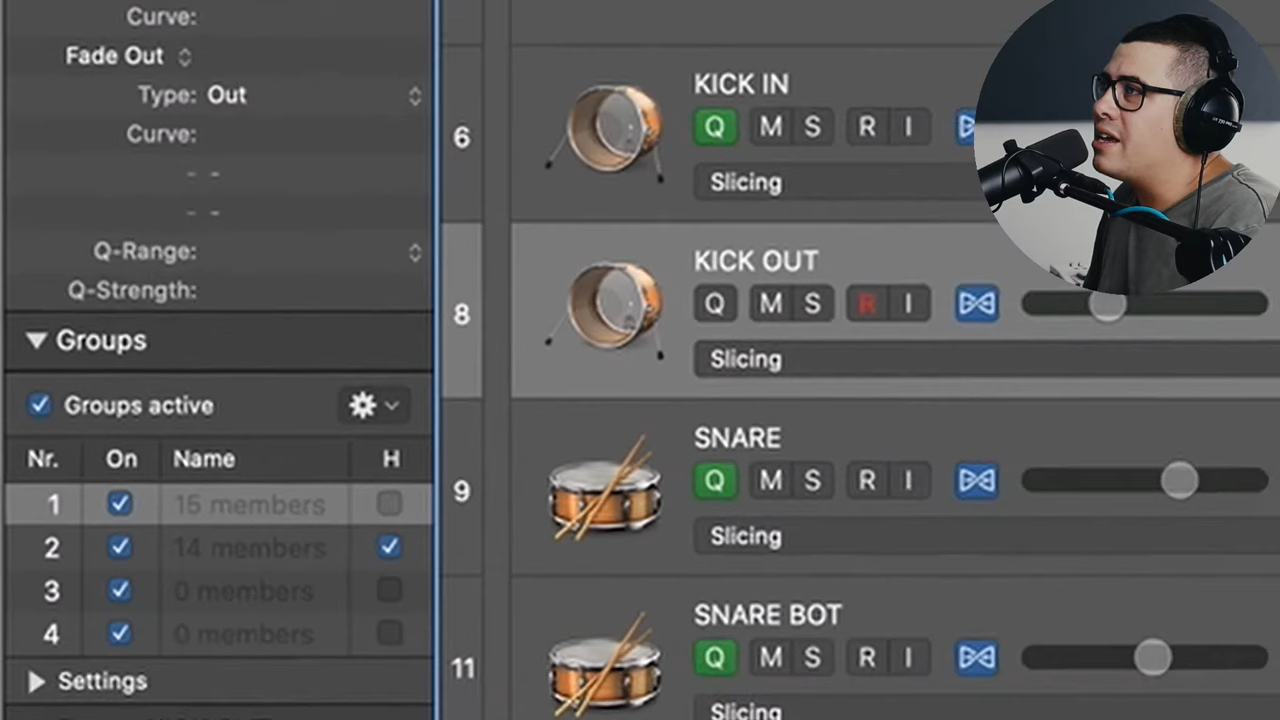 Curve:
Fade Out
Type: Out
Curve:
- -
- -
Q-Range:
Q-Strength:
Groups
Groups active
Nr. On Name H
1 15 members
2 14 members
3 0 members
4 0 members
Settings
6
KICK IN
Q M S R I
Slicing
8
KICK OUT
Q M S R I
Slicing
9
SNARE
Q M S R I
Slicing
11
SNARE BOT
Q M S R I
Slicing